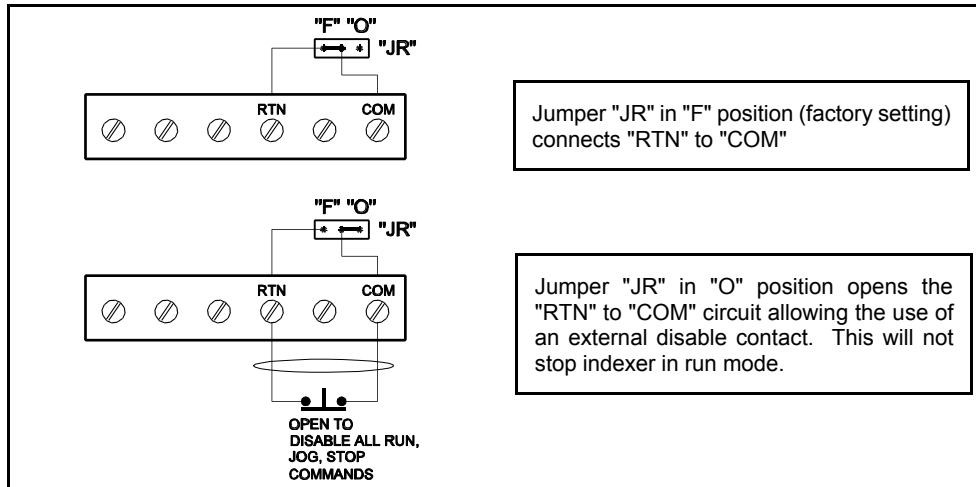 "F" "O"
"JR"
RTN COM
Jumper "JR" in "F" position (factory setting)
connects "RTN" to "COM"
"F" "O"
"JR"
RTN COM
Jumper "JR" in "O" position opens the
"RTN" to "COM" circuit allowing the use of
an external disable contact. This will not
stop indexer in run mode.
OPEN TO
DISABLE ALL RUN,
JOG, STOP
COMMANDS